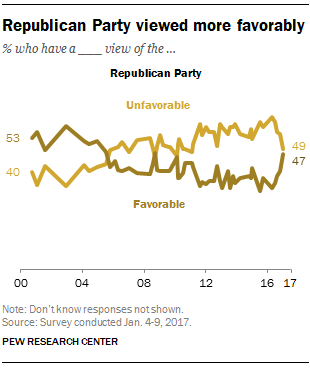 Republican Party viewed more favorably
% who have a ____ view of the ...
Republican Party
Unfavorable
53
49
47
40
Favorable
00 04 08 12 16 17
Note: Don't know responses not shown.
Source: Survey conducted Jan. 4-9, 2017.
PEW RESEARCH CENTER